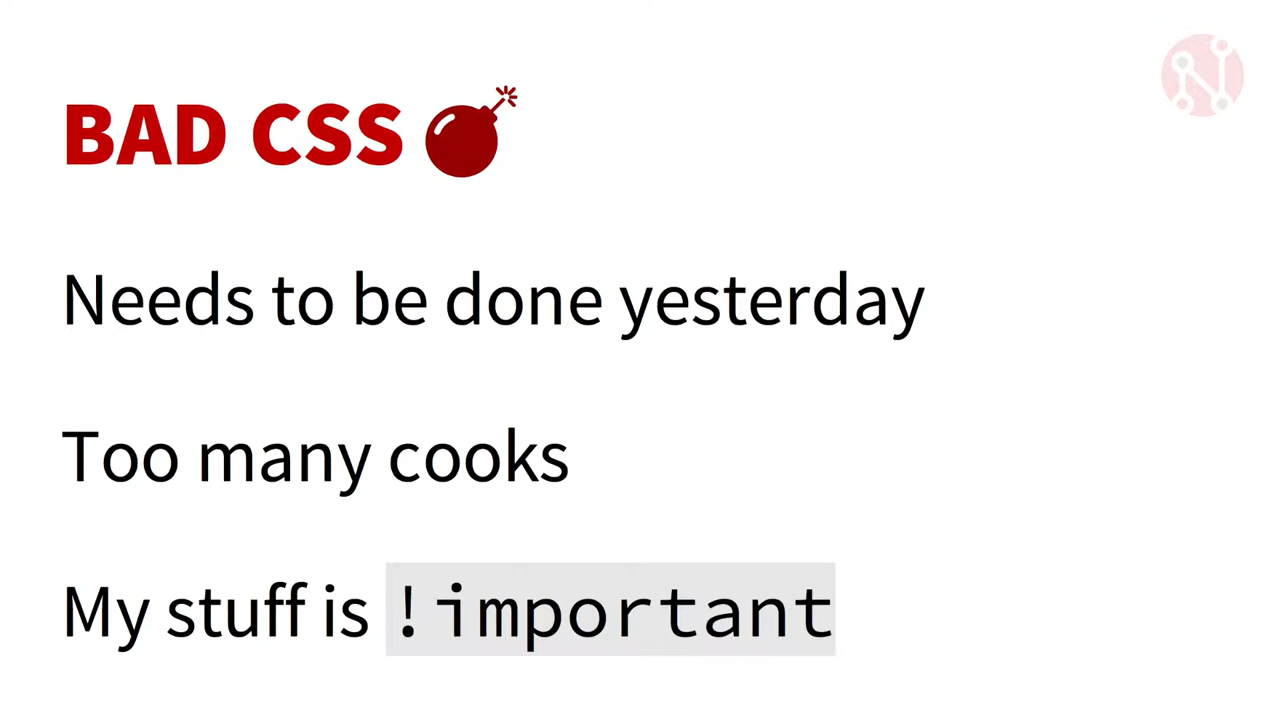 BAD CSS
Needs to be done yesterday
Too many cooks
My stuff is !important